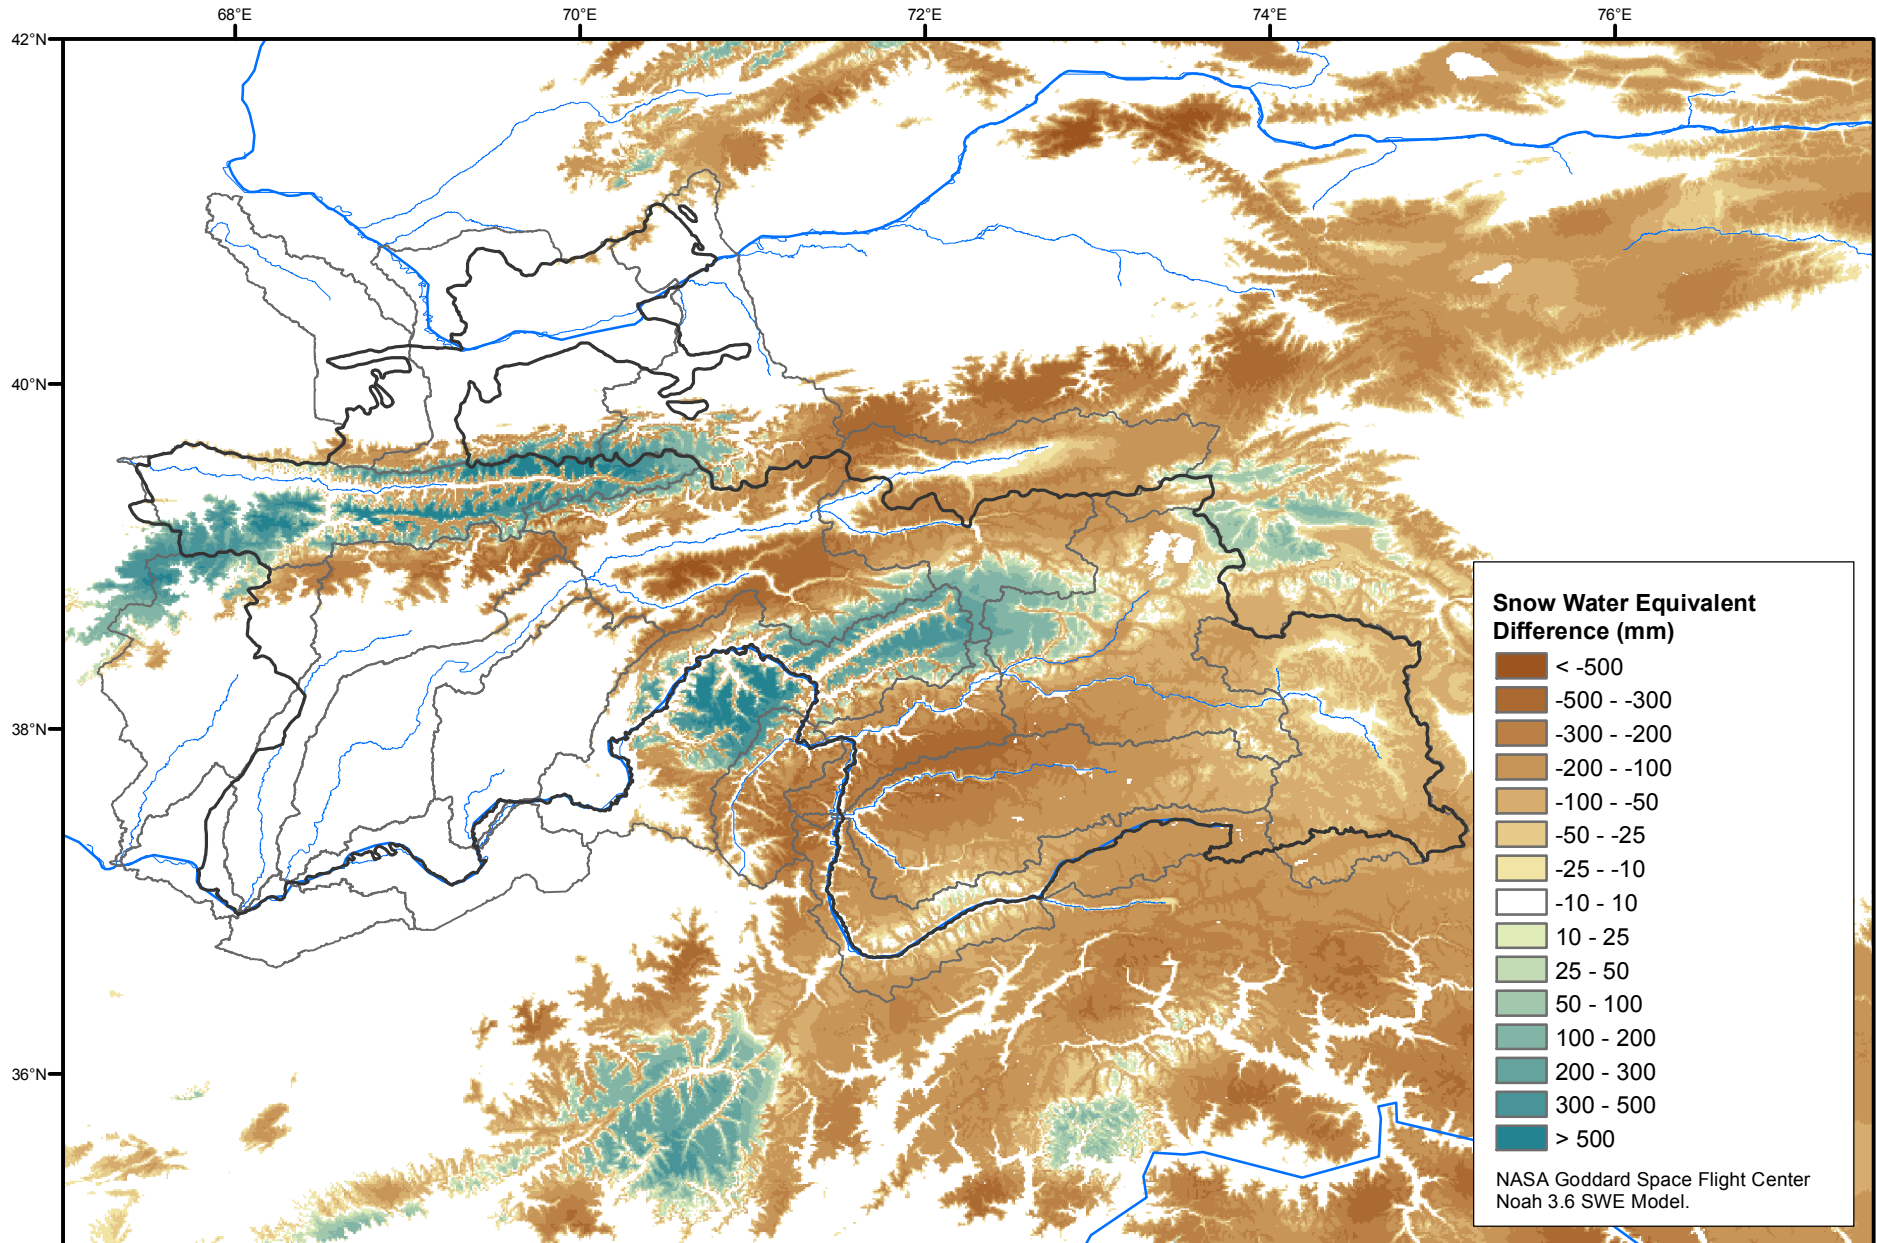 68°E
70°E
72°E
74°E
76°E
42°N
40°N
38°N
36°N
Snow Water Equivalent
Difference (mm)
< -500
-500 - -300
-300 - -200
-200 - -100
-100 - -50
-50 - -25
-25 - -10
-10 - 10
10 - 25
25 - 50
50 - 100
100 - 200
200 - 300
300 - 500
> 500
NASA Goddard Space Flight Center
Noah 3.6 SWE Model.